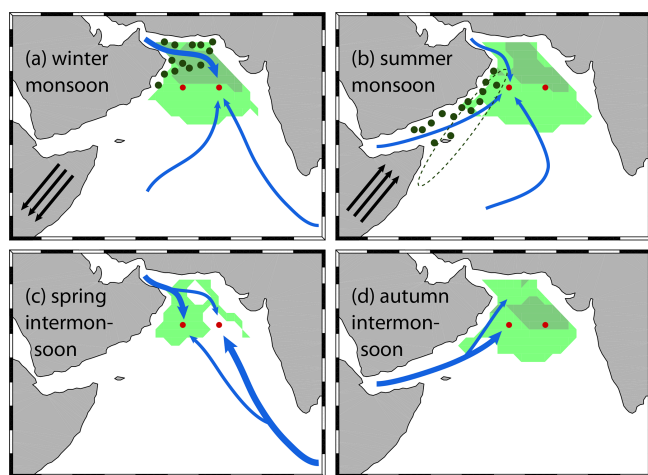 (a) winter
monsoon
(b) summer
monsoon
(c) spring
intermon-
soon
(d) autumn
intermon-
soon